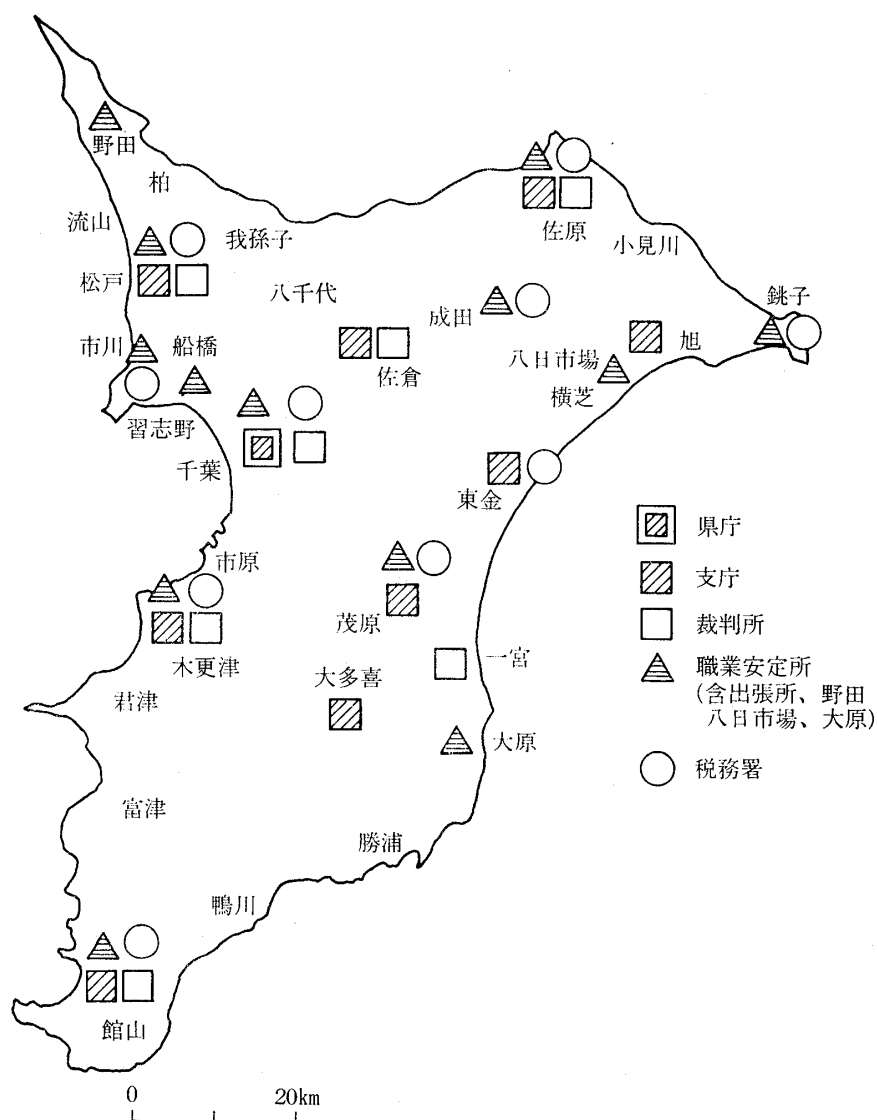 野田
柏
流山
我孫子
松戸
八千代
市川
船橋
習志野
千葉
佐倉
成田
佐原
小見川
銚子
旭
八日市場
横芝
東金
市原
木更津
君津
茂原
一宮
大多喜
大原
富津
勝浦
鴨川
館山
県庁
支庁
裁判所
職業安定所
(含出張所、野田
八日市場、大原)
税務署
0
20km